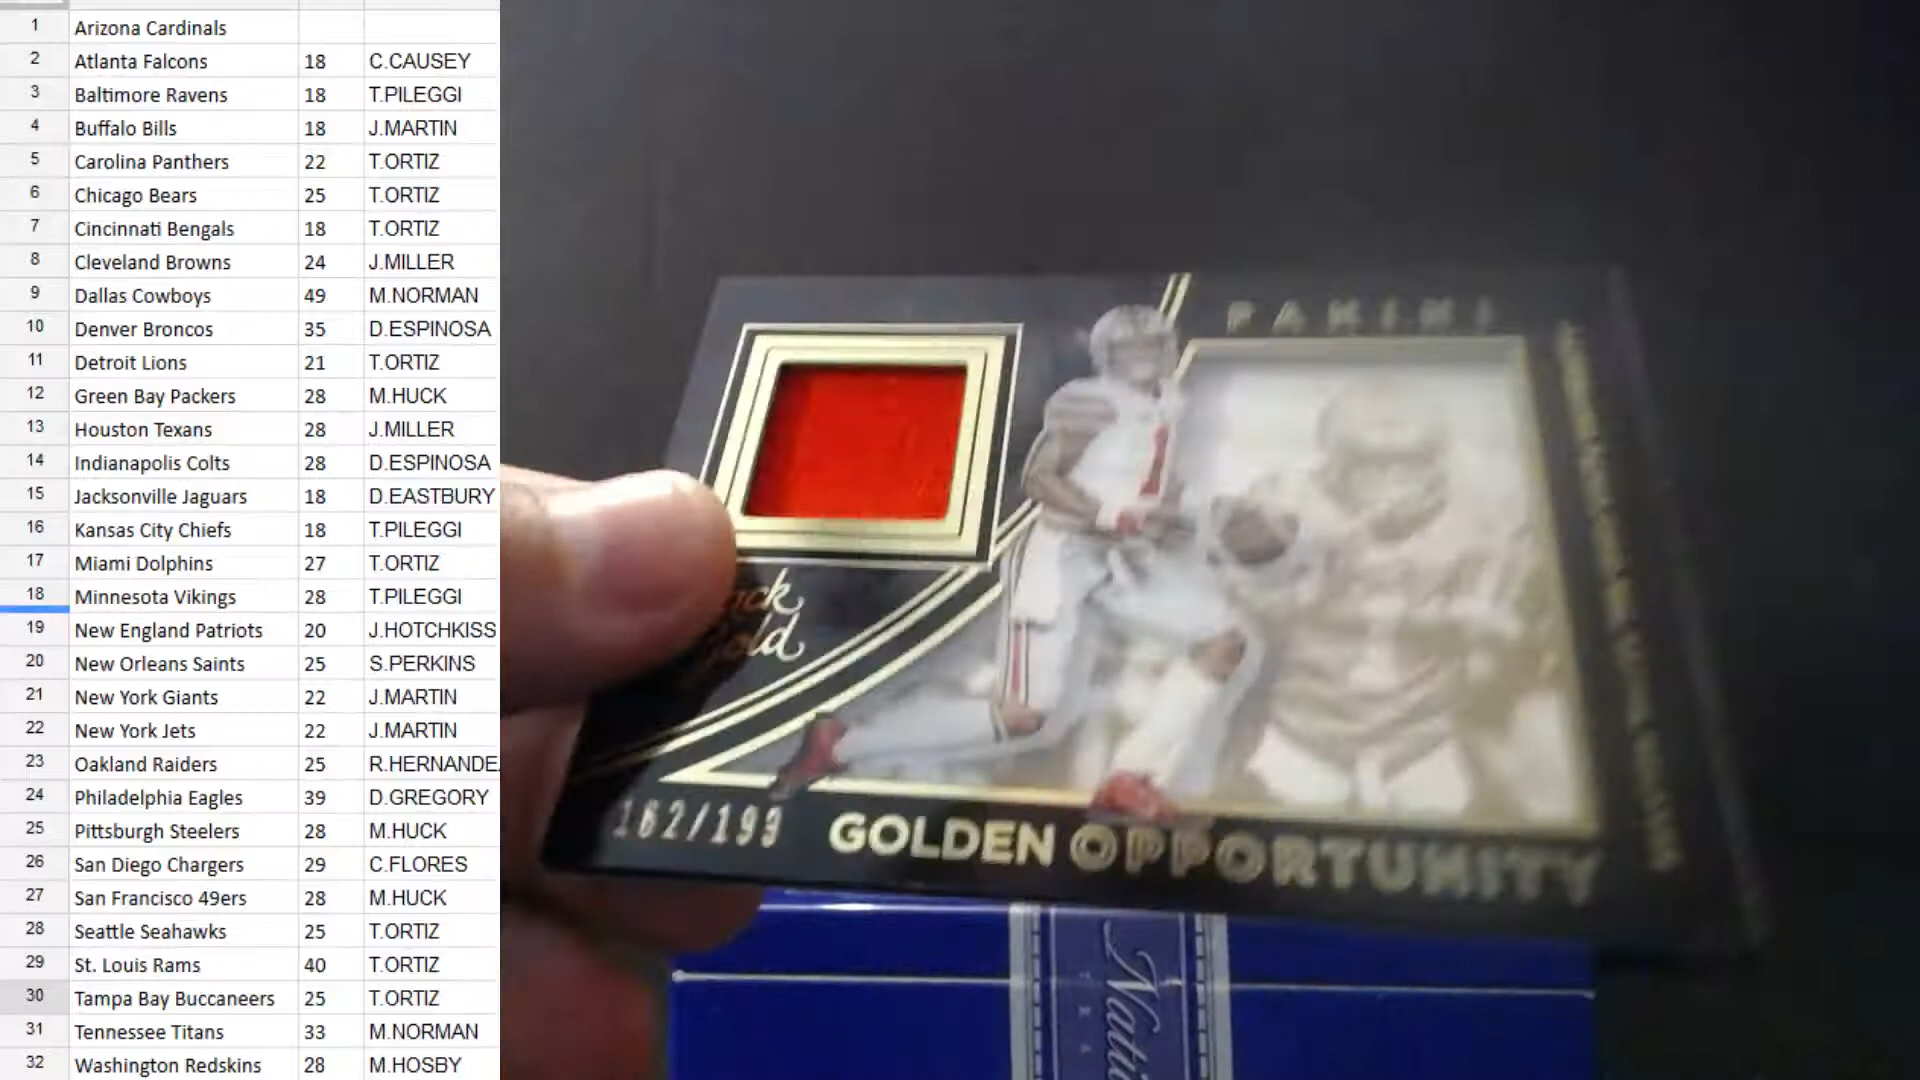 1 Arizona Cardinals
2 Atlanta Falcons 18 C.CAUSEY
3 Baltimore Ravens 18 T.PILEGGI
4 Buffalo Bills 18 J.MARTIN
5 Carolina Panthers 22 T.ORTIZ
6 Chicago Bears 25 T.ORTIZ
7 Cincinnati Bengals 18 T.ORTIZ
8 Cleveland Browns 24 J.MILLER
9 Dallas Cowboys 49 M.NORMAN
10 Denver Broncos 35 D.ESPINOSA
11 Detroit Lions 21 T.ORTIZ
12 Green Bay Packers 28 M.HUCK
13 Houston Texans 28 J.MILLER
14 Indianapolis Colts 28 D.ESPINOSA
15 Jacksonville Jaguars 18 D.EASTBURY
16 Kansas City Chiefs 18 T.PILEGGI
17 Miami Dolphins 27 T.ORTIZ
18 Minnesota Vikings 28 T.PILEGGI
19 New England Patriots 20 J.HOTCHKISS
20 New Orleans Saints 25 S.PERKINS
21 New York Giants 22 J.MARTIN
22 New York Jets 22 J.MARTIN
23 Oakland Raiders 25 R.HERNANDE
24 Philadelphia Eagles 39 D.GREGORY
25 Pittsburgh Steelers 28 M.HUCK
26 San Diego Chargers 29 C.FLORES
27 San Francisco 49ers 28 M.HUCK
28 Seattle Seahawks 25 T.ORTIZ
29 St. Louis Rams 40 T.ORTIZ
30 Tampa Bay Buccaneers 25 T.ORTIZ
31 Tennessee Titans 33 M.NORMAN
32 Washington Redskins 28 M.HOSBY
PANINI
162/199
GOLDEN OPPORTUNITY